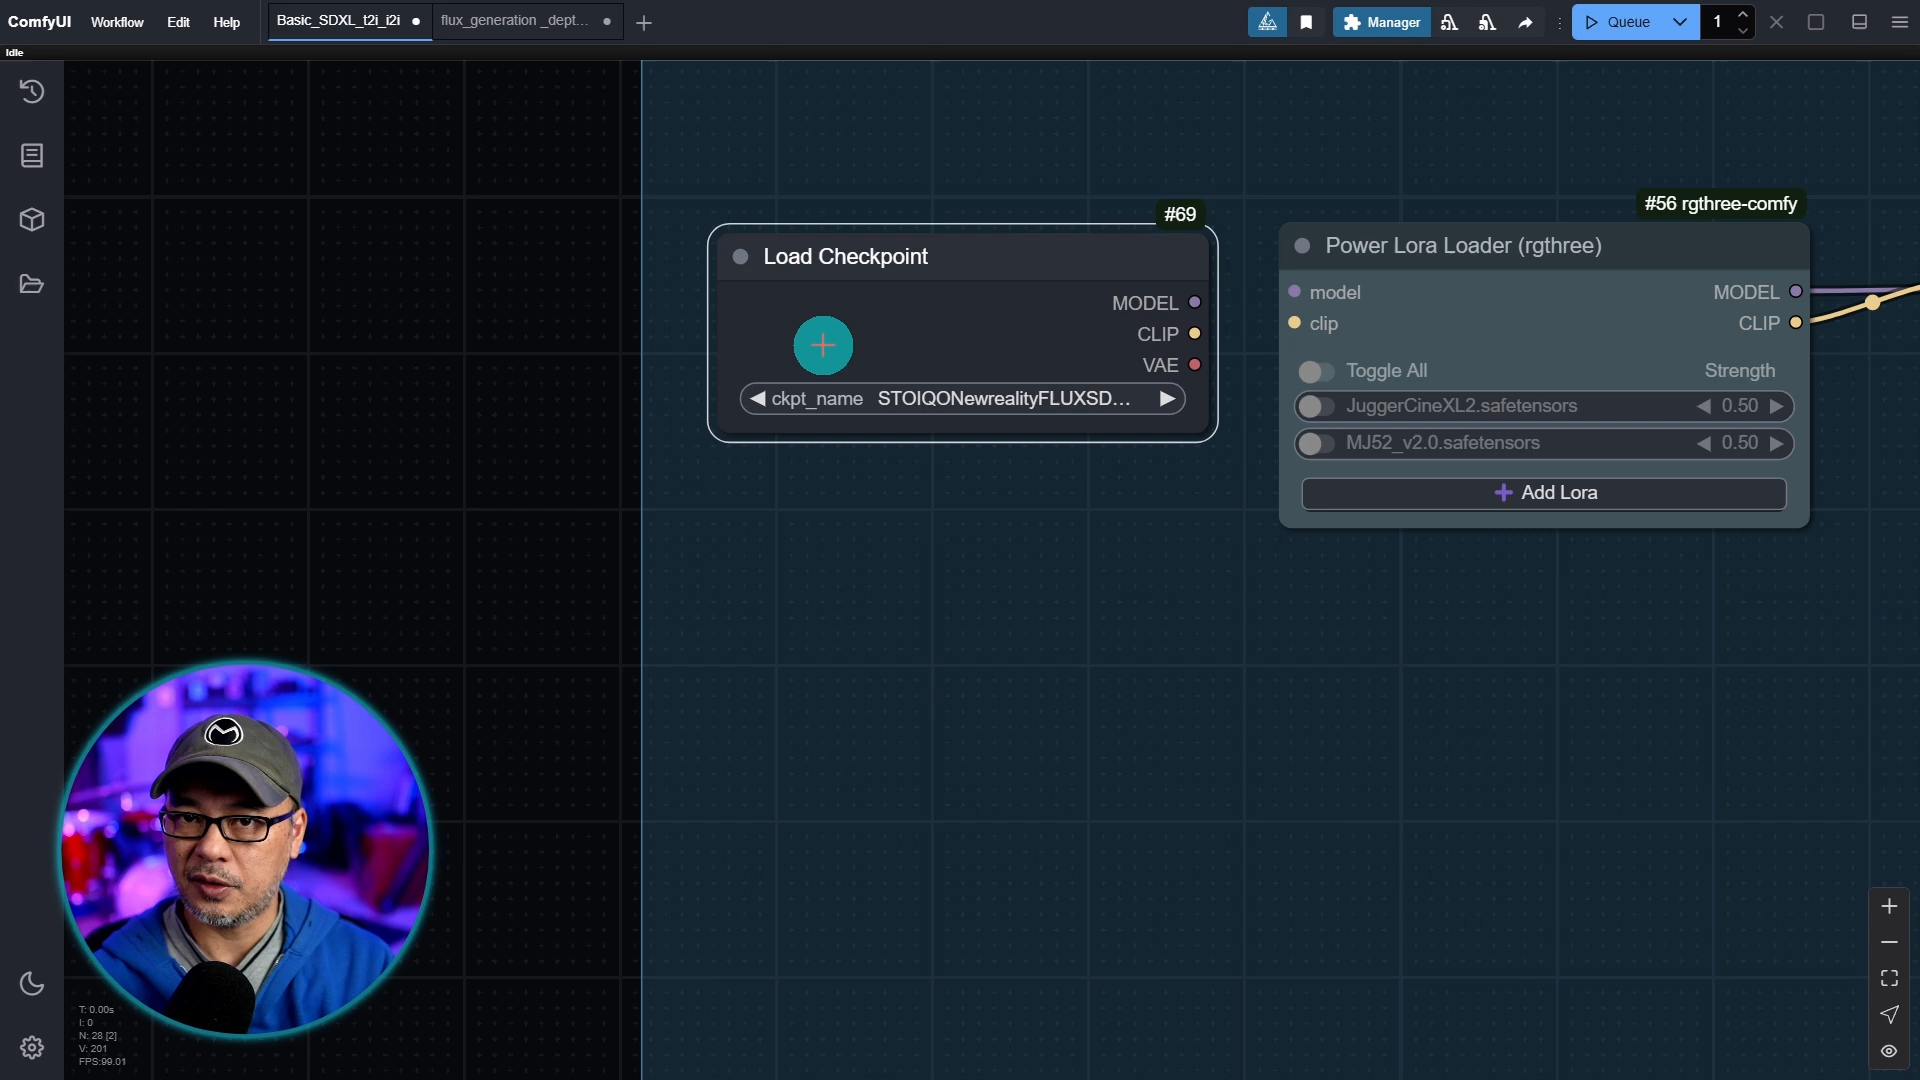 ComfyUI Workflow Edit Help Basic_SDXL_t2i_i2i flux_generation _dept... Manager Queue 1
Idle
#69
#56 rgthree-comfy
Load Checkpoint
MODEL
CLIP
VAE
ckpt_name STOIQONewrealityFLUXSD...
Power Lora Loader (rgthree)
model MODEL
clip CLIP
Toggle All Strength
JuggerCineXL2.safetensors 0.50
MJ52_v2.0.safetensors 0.50
Add Lora
T: 0.00s
I: 0
N: 28 [2]
V: 201
FPS:99.01